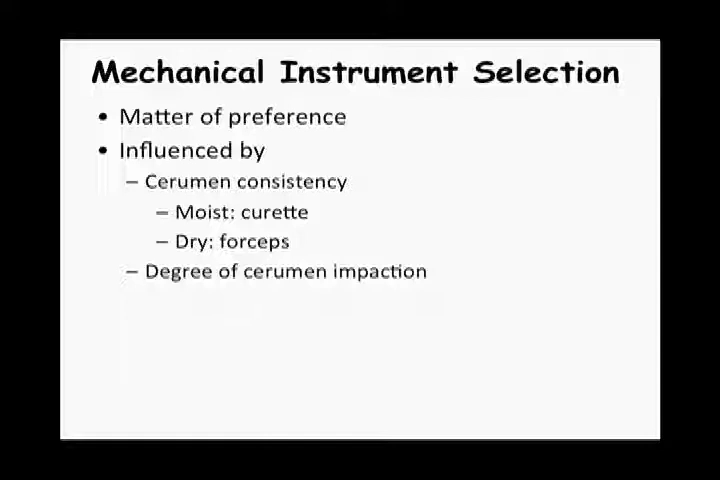 Mechanical Instrument Selection
• Matter of preference
• Influenced by
– Cerumen consistency
– Moist: curette
– Dry: forceps
– Degree of cerumen impaction